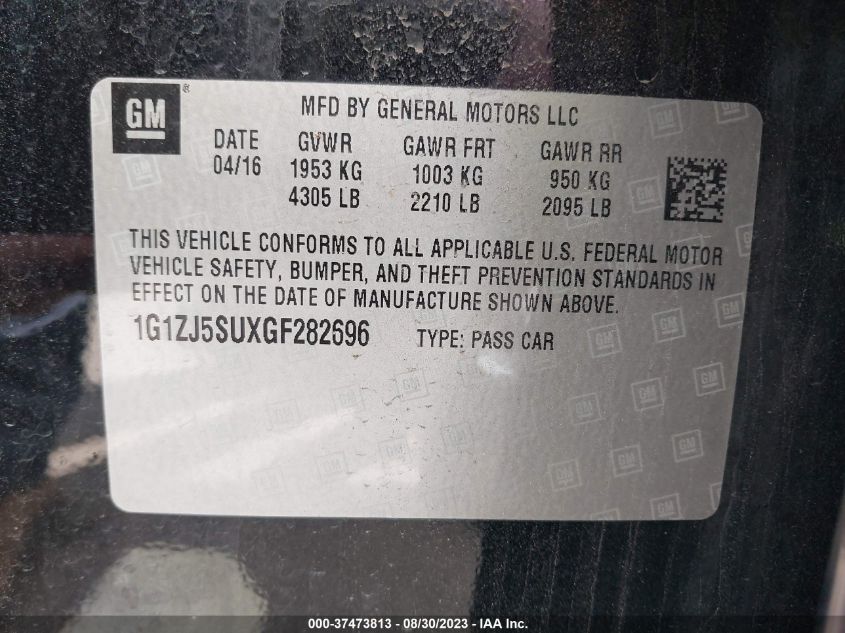 GM ®
MFD BY GENERAL MOTORS LLC
DATE GVWR GAWR FRT GAWR RR
04/16 1953 KG 1003 KG 950 KG
4305 LB 2210 LB 2095 LB
THIS VEHICLE CONFORMS TO ALL APPLICABLE U.S. FEDERAL MOTOR
VEHICLE SAFETY, BUMPER, AND THEFT PREVENTION STANDARDS IN
EFFECT ON THE DATE OF MANUFACTURE SHOWN ABOVE.
1G1ZJ5SUXGF282696 TYPE: PASS CAR
000-37473813 - 08/30/2023 - IAA Inc.